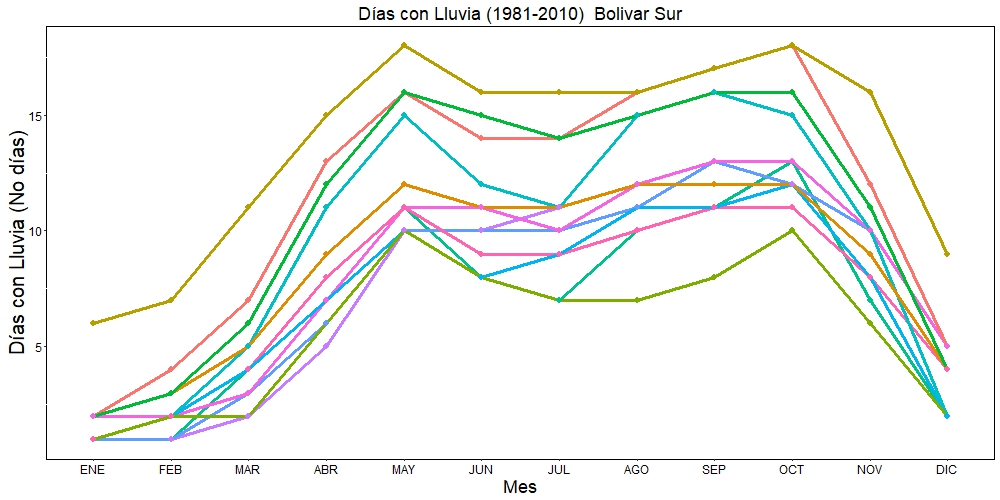 Días con Lluvia (1981-2010)  Bolivar Sur
Días con Lluvia (No días)
15
10
5
ENE FEB MAR ABR MAY JUN JUL AGO SEP OCT NOV DIC
Mes